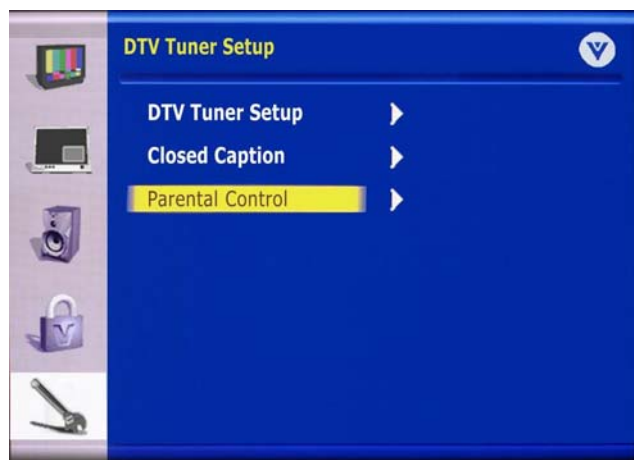 DTV Tuner Setup
DTV Tuner Setup
Closed Caption
Parental Control